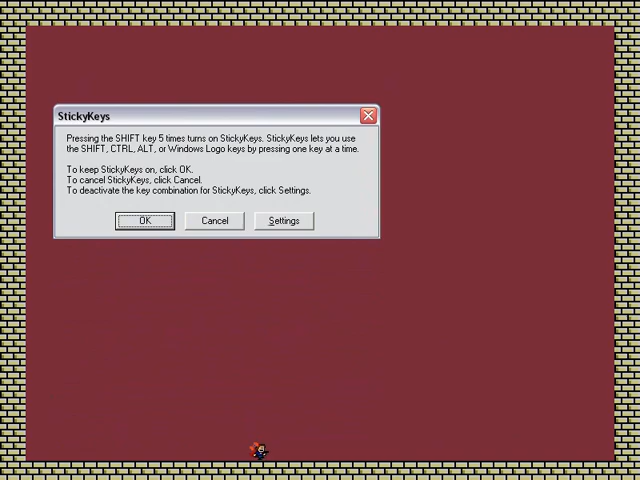 StickyKeys
Pressing the SHIFT key 5 times turns on StickyKeys. StickyKeys lets you use
the SHIFT, CTRL, ALT, or Windows Logo keys by pressing one key at a time.
To keep StickyKeys on, click OK.
To cancel StickyKeys, click Cancel.
To deactivate the key combination for StickyKeys, click Settings.
OK Cancel Settings